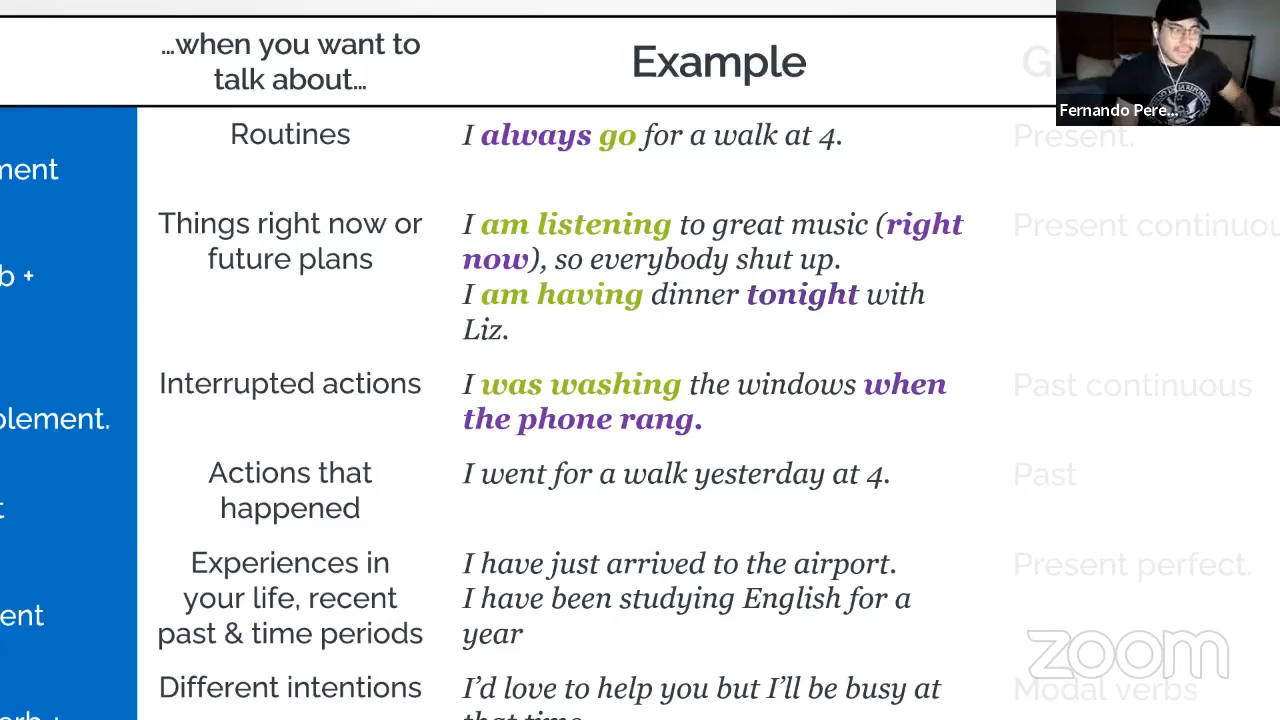 …when you want to
talk about…
Example
G
Fernando Pere...
Routines
I always go for a walk at 4.
Present.
ment
Things right now or
future plans
I am listening to great music (right
now), so everybody shut up.
I am having dinner tonight with
Liz.
Present continuou
b +
Interrupted actions
I was washing the windows when
the phone rang.
Past continuous
plement.
Actions that
happened
I went for a walk yesterday at 4.
Past
t
Experiences in
your life, recent
past & time periods
I have just arrived to the airport.
I have been studying English for a
year
Present perfect.
ent
zoom
Different intentions
I'd love to help you but I'll be busy at
that time.
Modal verbs
erb +